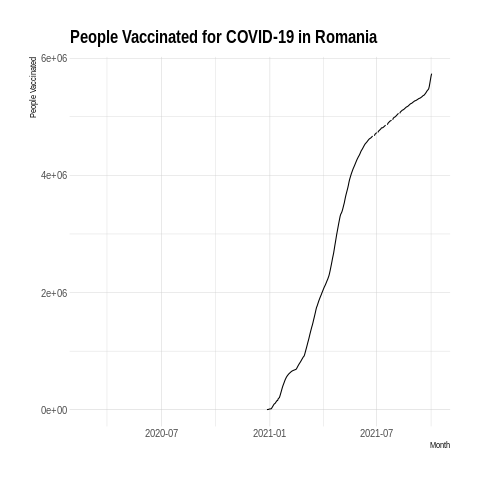 People Vaccinated for COVID-19 in Romania
People Vaccinated
6e+06
4e+06
2e+06
0e+00
2020-07 2021-01 2021-07
Month